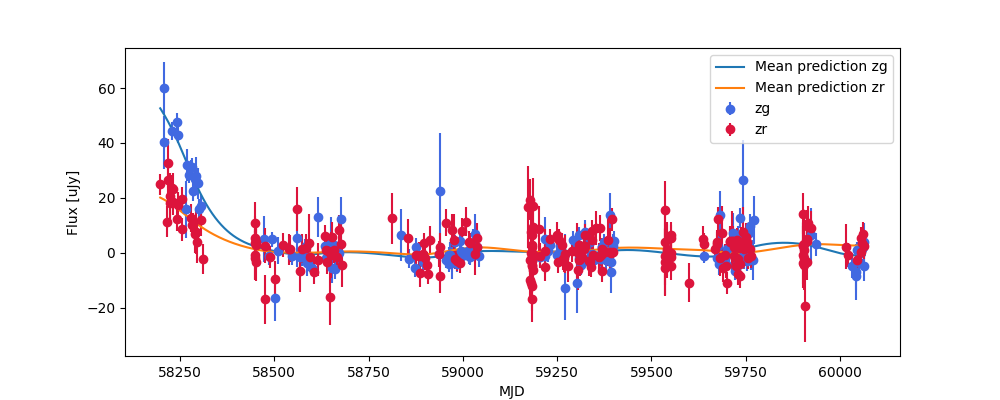 Mean prediction zg
Mean prediction zr
zg
zr
60
40
20
0
−20
Flux [uJy]
58250 58500 58750 59000 59250 59500 59750 60000
MJD